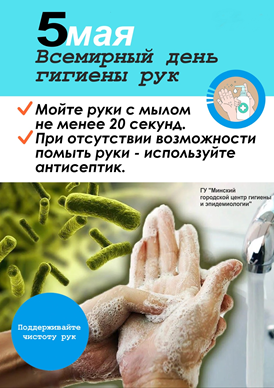 5мая
Всемирный день
гигиены рук
Мойте руки с мылом
не менее 20 секунд.
При отсутствии возможности
помыть руки - используйте
антисептик.
ГУ "Минский
городской центр гигиены
и эпидемиологии"
Поддерживайте
чистоту рук